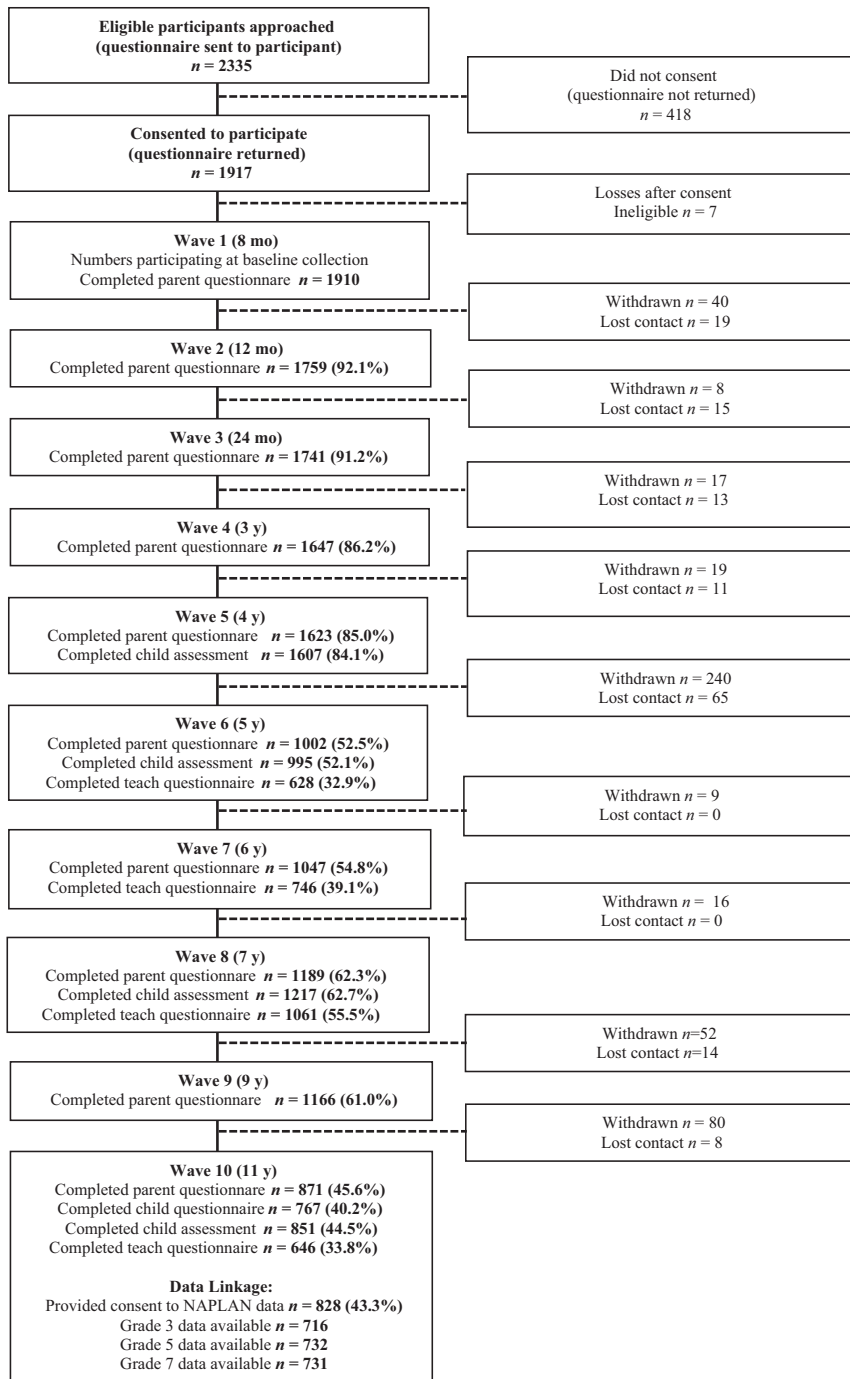 Eligible participants approached
(questionnaire sent to participant)
n = 2335
Did not consent
(questionnaire not returned)
n = 418
Consented to participate
(questionnaire returned)
n = 1917
Losses after consent
Ineligible n = 7
Wave 1 (8 mo)
Numbers participating at baseline collection
Completed parent questionnare n = 1910
Withdrawn n = 40
Lost contact n = 19
Wave 2 (12 mo)
Completed parent questionnare n = 1759 (92.1%)
Withdrawn n = 8
Lost contact n = 15
Wave 3 (24 mo)
Completed parent questionnare n = 1741 (91.2%)
Withdrawn n = 17
Lost contact n = 13
Wave 4 (3 y)
Completed parent questionnare n = 1647 (86.2%)
Withdrawn n = 19
Lost contact n = 11
Wave 5 (4 y)
Completed parent questionnare n = 1623 (85.0%)
Completed child assessment n = 1607 (84.1%)
Withdrawn n = 240
Lost contact n = 65
Wave 6 (5 y)
Completed parent questionnare n = 1002 (52.5%)
Completed child assessment n = 995 (52.1%)
Completed teach questionnaire n = 628 (32.9%)
Withdrawn n = 9
Lost contact n = 0
Wave 7 (6 y)
Completed parent questionnare n = 1047 (54.8%)
Completed teach questionnaire n = 746 (39.1%)
Withdrawn n = 16
Lost contact n = 0
Wave 8 (7 y)
Completed parent questionnare n = 1189 (62.3%)
Completed child assessment n = 1217 (62.7%)
Completed teach questionnaire n = 1061 (55.5%)
Withdrawn n=52
Lost contact n=14
Wave 9 (9 y)
Completed parent questionnare n = 1166 (61.0%)
Withdrawn n = 80
Lost contact n = 8
Wave 10 (11 y)
Completed parent questionnare n = 871 (45.6%)
Completed child questionnaire n = 767 (40.2%)
Completed child assessment n = 851 (44.5%)
Completed teach questionnaire n = 646 (33.8%)
Data Linkage:
Provided consent to NAPLAN data n = 828 (43.3%)
Grade 3 data available n = 716
Grade 5 data available n = 732
Grade 7 data available n = 731